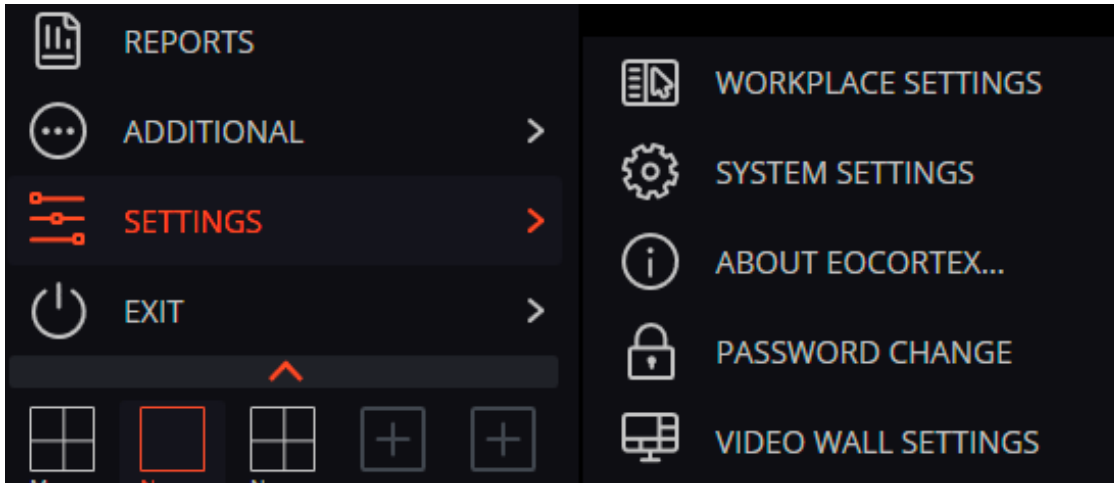 REPORTS
ADDITIONAL
SETTINGS
EXIT
WORKPLACE SETTINGS
SYSTEM SETTINGS
ABOUT EOCORTEX...
PASSWORD CHANGE
VIDEO WALL SETTINGS